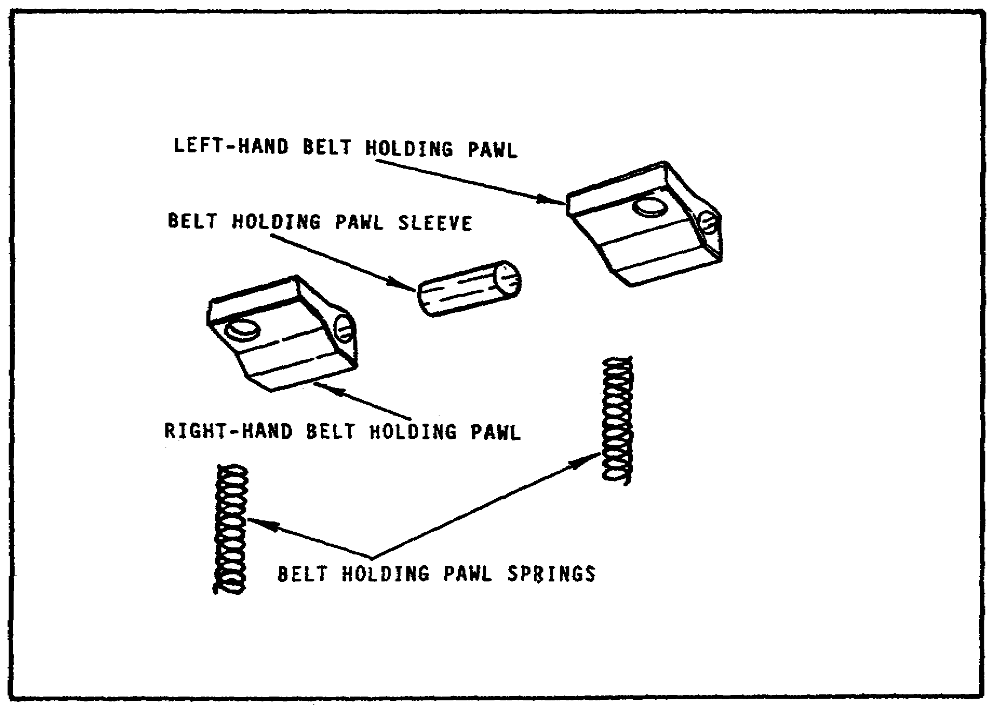 LEFT-HAND BELT HOLDING PAWL
BELT HOLDING PAWL SLEEVE
RIGHT-HAND BELT HOLDING PAWL
BELT HOLDING PAWL SPRINGS